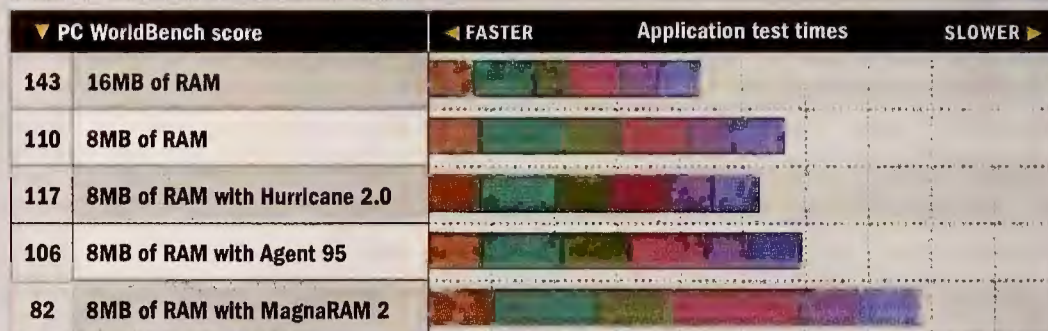 ▼ PC WorldBench score ◄ FASTER Application test times SLOWER ►
143 16MB of RAM
110 8MB of RAM
117 8MB of RAM with Hurricane 2.0
106 8MB of RAM with Agent 95
82 8MB of RAM with MagnaRAM 2